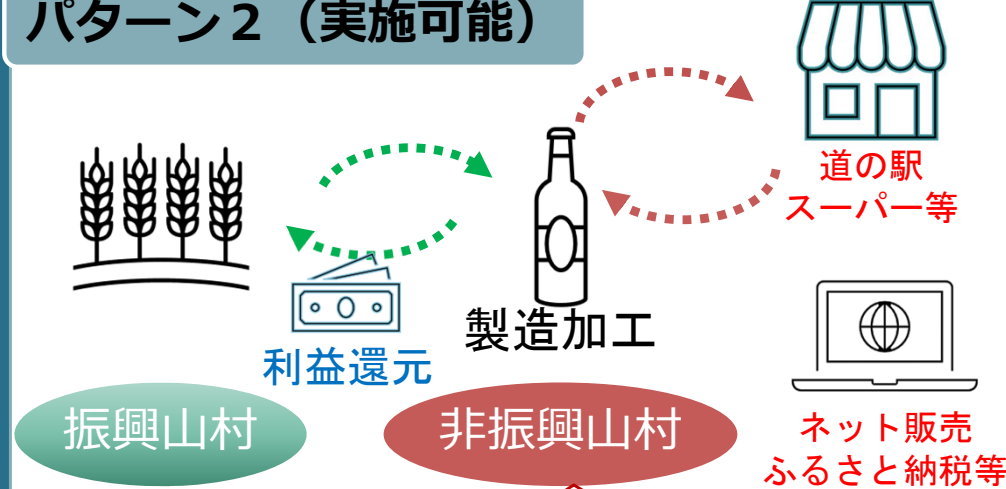 パターン２（実施可能）
道の駅
スーパー等
製造加工
利益還元
振興山村
非振興山村
ネット販売
ふるさと納税等